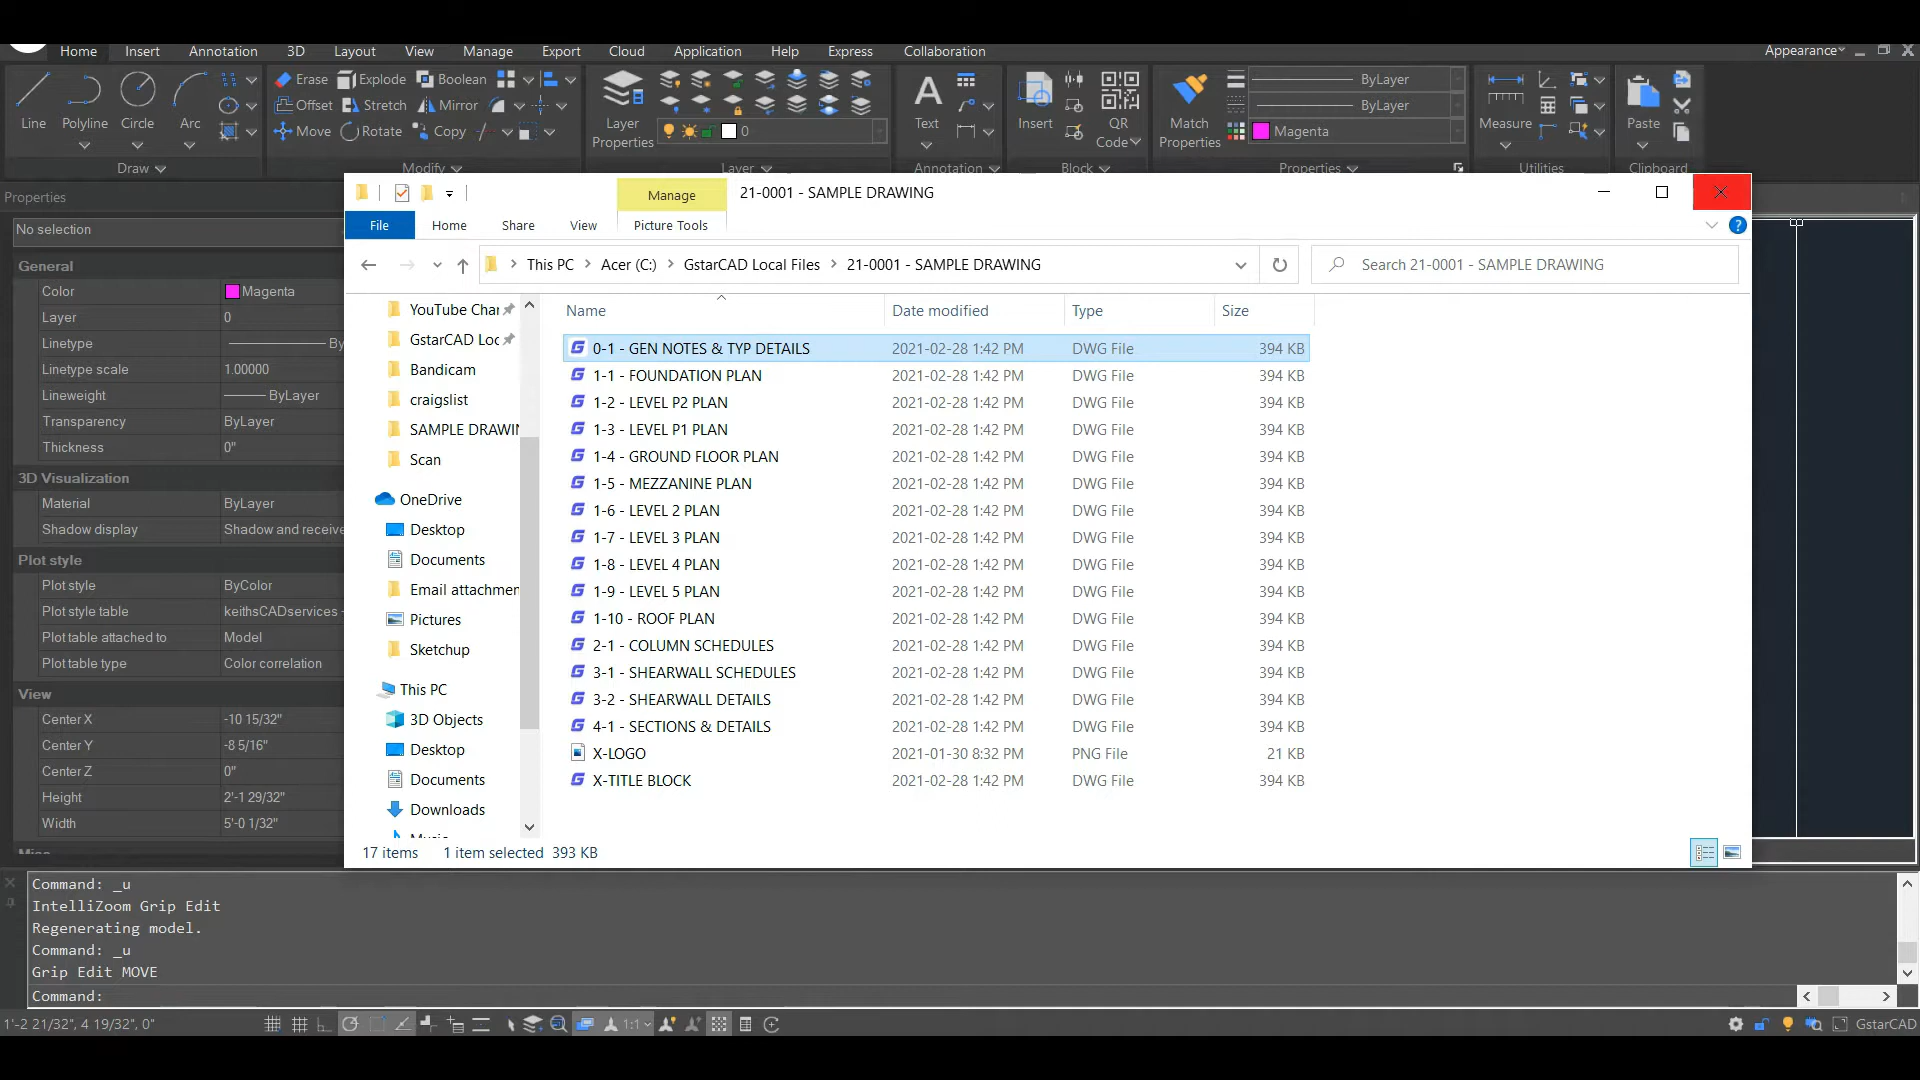 Home Insert Annotation 3D Layout View Manage Export Cloud Application Help Express Collaboration Appearance
Erase Explode Boolean ByLayer
Offset Stretch Mirror ByLayer
Line Polyline Circle Arc Move Rotate Copy Layer Properties 0 Text Insert QR Code Match Properties Magenta Measure Paste
Draw Modify Layer Annotation Block Properties Utilities Clipboard
Properties
No selection
General
Color Magenta
Layer 0
Linetype By
Linetype scale 1.00000
Lineweight ByLayer
Transparency ByLayer
Thickness 0"
3D Visualization
Material ByLayer
Shadow display Shadow and receive
Plot style
Plot style ByColor
Plot style table keithsCADservices -
Plot table attached to Model
Plot table type Color correlation
View
Center X -10 15/32"
Center Y -8 5/16"
Center Z 0"
Height 2'-1 29/32"
Width 5'-0 1/32"
Manage 21-0001 - SAMPLE DRAWING
File Home Share View Picture Tools
This PC > Acer (C:) > GstarCAD Local Files > 21-0001 - SAMPLE DRAWING
Search 21-0001 - SAMPLE DRAWING
YouTube Char
GstarCAD Loc
Bandicam
craigslist
SAMPLE DRAWIN
Scan
OneDrive
Desktop
Documents
Email attachmen
Pictures
Sketchup
This PC
3D Objects
Desktop
Documents
Downloads
Name Date modified Type Size
0-1 - GEN NOTES & TYP DETAILS 2021-02-28 1:42 PM DWG File 394 KB
1-1 - FOUNDATION PLAN 2021-02-28 1:42 PM DWG File 394 KB
1-2 - LEVEL P2 PLAN 2021-02-28 1:42 PM DWG File 394 KB
1-3 - LEVEL P1 PLAN 2021-02-28 1:42 PM DWG File 394 KB
1-4 - GROUND FLOOR PLAN 2021-02-28 1:42 PM DWG File 394 KB
1-5 - MEZZANINE PLAN 2021-02-28 1:42 PM DWG File 394 KB
1-6 - LEVEL 2 PLAN 2021-02-28 1:42 PM DWG File 394 KB
1-7 - LEVEL 3 PLAN 2021-02-28 1:42 PM DWG File 394 KB
1-8 - LEVEL 4 PLAN 2021-02-28 1:42 PM DWG File 394 KB
1-9 - LEVEL 5 PLAN 2021-02-28 1:42 PM DWG File 394 KB
1-10 - ROOF PLAN 2021-02-28 1:42 PM DWG File 394 KB
2-1 - COLUMN SCHEDULES 2021-02-28 1:42 PM DWG File 394 KB
3-1 - SHEARWALL SCHEDULES 2021-02-28 1:42 PM DWG File 394 KB
3-2 - SHEARWALL DETAILS 2021-02-28 1:42 PM DWG File 394 KB
4-1 - SECTIONS & DETAILS 2021-02-28 1:42 PM DWG File 394 KB
X-LOGO 2021-01-30 8:32 PM PNG File 21 KB
X-TITLE BLOCK 2021-02-28 1:42 PM DWG File 394 KB
17 items 1 item selected 393 KB
Command: _u
IntelliZoom Grip Edit
Regenerating model.
Command: _u
Grip Edit MOVE
Command:
1'-2 21/32", 4 19/32", 0" 1:1 GstarCAD